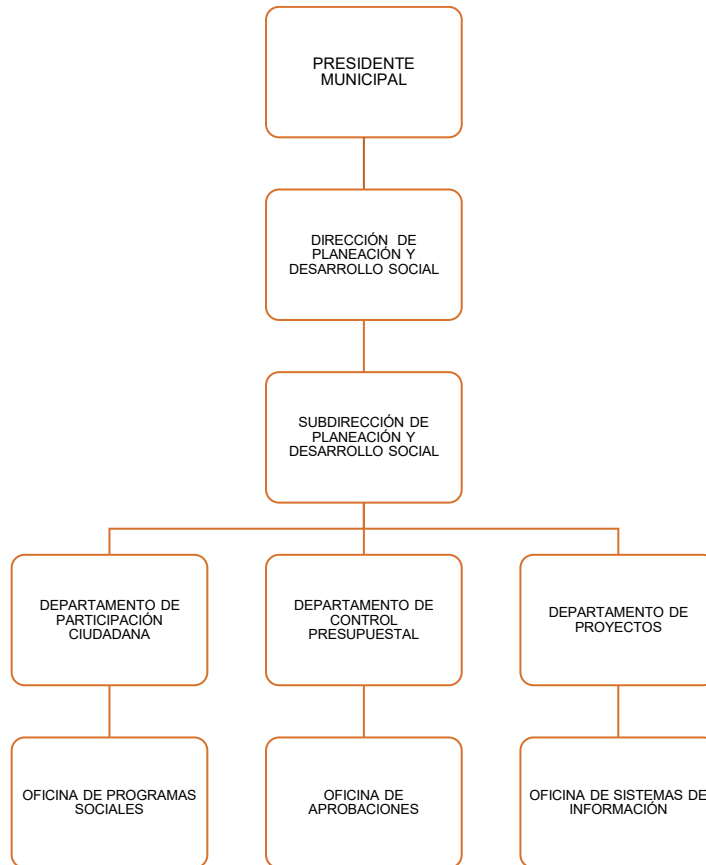 PRESIDENTE
MUNICIPAL
DIRECCIÓN DE
PLANEACIÓN Y
DESARROLLO SOCIAL
SUBDIRECCIÓN DE
PLANEACIÓN Y
DESARROLLO SOCIAL
DEPARTAMENTO DE
PARTICIPACIÓN
CIUDADANA
DEPARTAMENTO DE
CONTROL
PRESUPUESTAL
DEPARTAMENTO DE
PROYECTOS
OFICINA DE PROGRAMAS
SOCIALES
OFICINA DE
APROBACIONES
OFICINA DE SISTEMAS DE
INFORMACIÓN